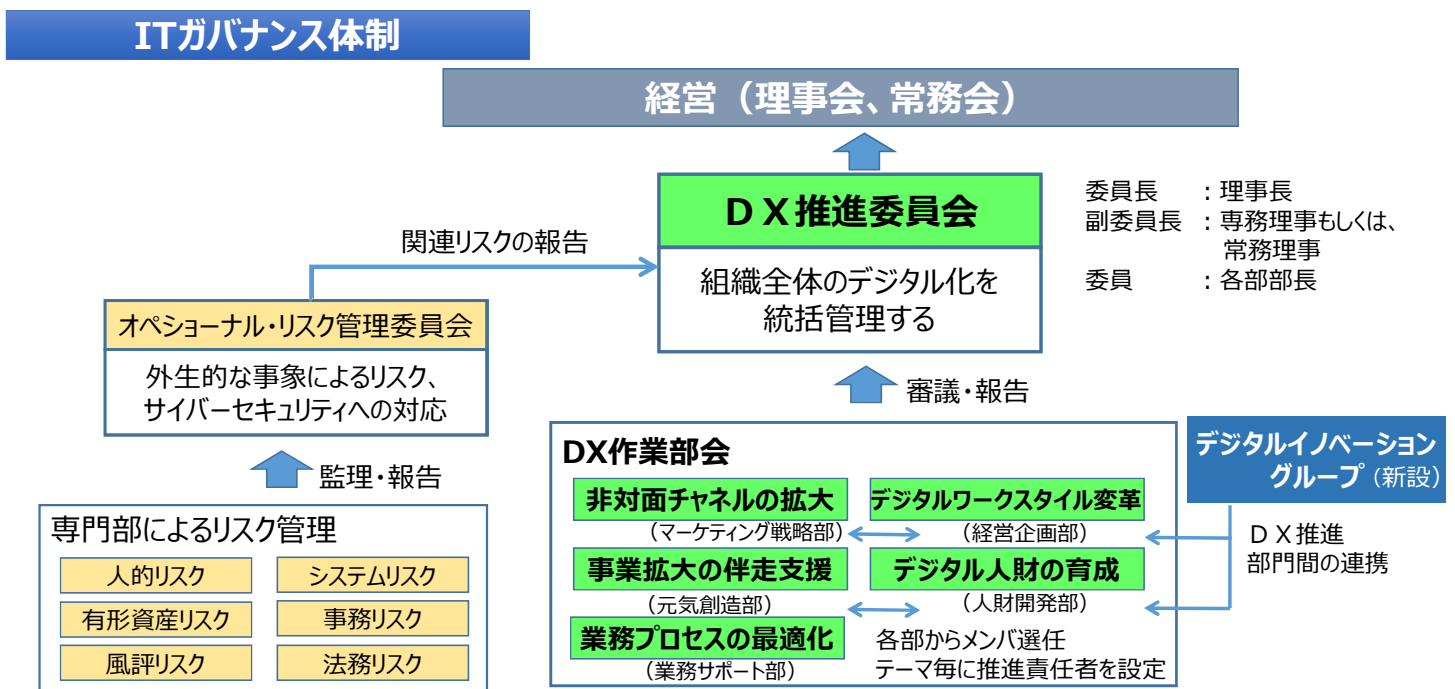 ITガバナンス体制
経営（理事会、常務会）
ＤＸ推進委員会
組織全体のデジタル化を
統括管理する
委員長　：理事長
副委員長：専務理事もしくは、
常務理事
委員　：各部部長
関連リスクの報告
オペショーナル・リスク管理委員会
外生的な事象によるリスク、
サイバーセキュリティへの対応
監理・報告
専門部によるリスク管理
人的リスク
システムリスク
有形資産リスク
事務リスク
風評リスク
法務リスク
審議・報告
DX作業部会
非対面チャネルの拡大
（マーケティング戦略部）
デジタルワークスタイル変革
（経営企画部）
事業拡大の伴走支援
（元気創造部）
デジタル人財の育成
（人財開発部）
業務プロセスの最適化
（業務サポート部）
各部からメンバ選任
テーマ毎に推進責任者を設定
デジタルイノベーション
グループ（新設）
ＤＸ推進
部門間の連携